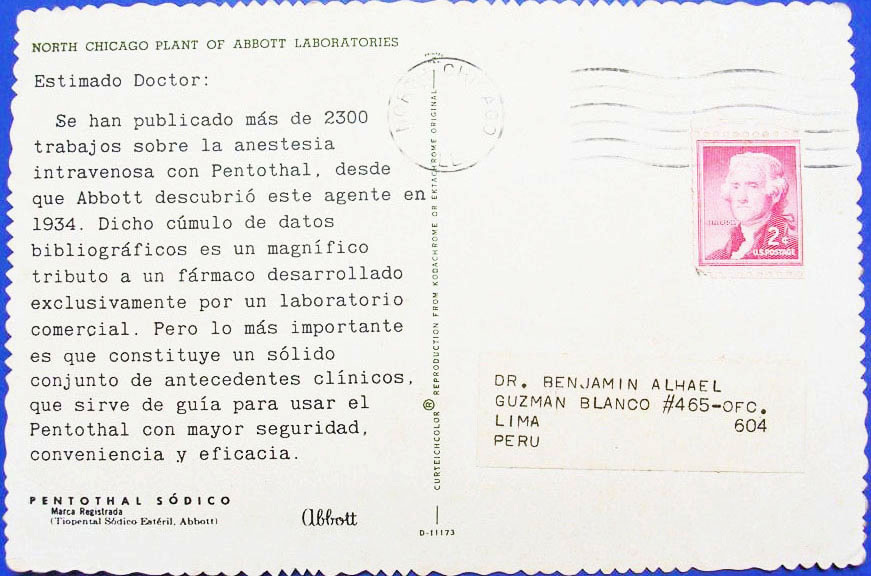 NORTH CHICAGO PLANT OF ABBOTT LABORATORIES
Estimado Doctor:
Se han publicado más de 2300
trabajos sobre la anestesia
intravenosa con Pentothal, desde
que Abbott descubrió este agente en
1934. Dicho cúmulo de datos
bibliográficos es un magnífico
tributo a un fármaco desarrollado
exclusivamente por un laboratorio
comercial. Pero lo más importante
es que constituye un sólido
conjunto de antecedentes clínicos,
que sirve de guía para usar el
Pentothal con mayor seguridad,
conveniencia y eficacia.
PENTOTHAL SÓDICO
Marca Registrada
(Tiopental Sódico Estéril, Abbott)
Abbott
CURTEICHCOLOR ® REPRODUCTION FROM KODACHROME OR EKTACHROME ORIGINAL
D-11173
NORTH CHICAGO
ILL
2¢
U.S. POSTAGE
DR. BENJAMIN ALHAEL
GUZMAN BLANCO #465-OFC.
LIMA 604
PERU